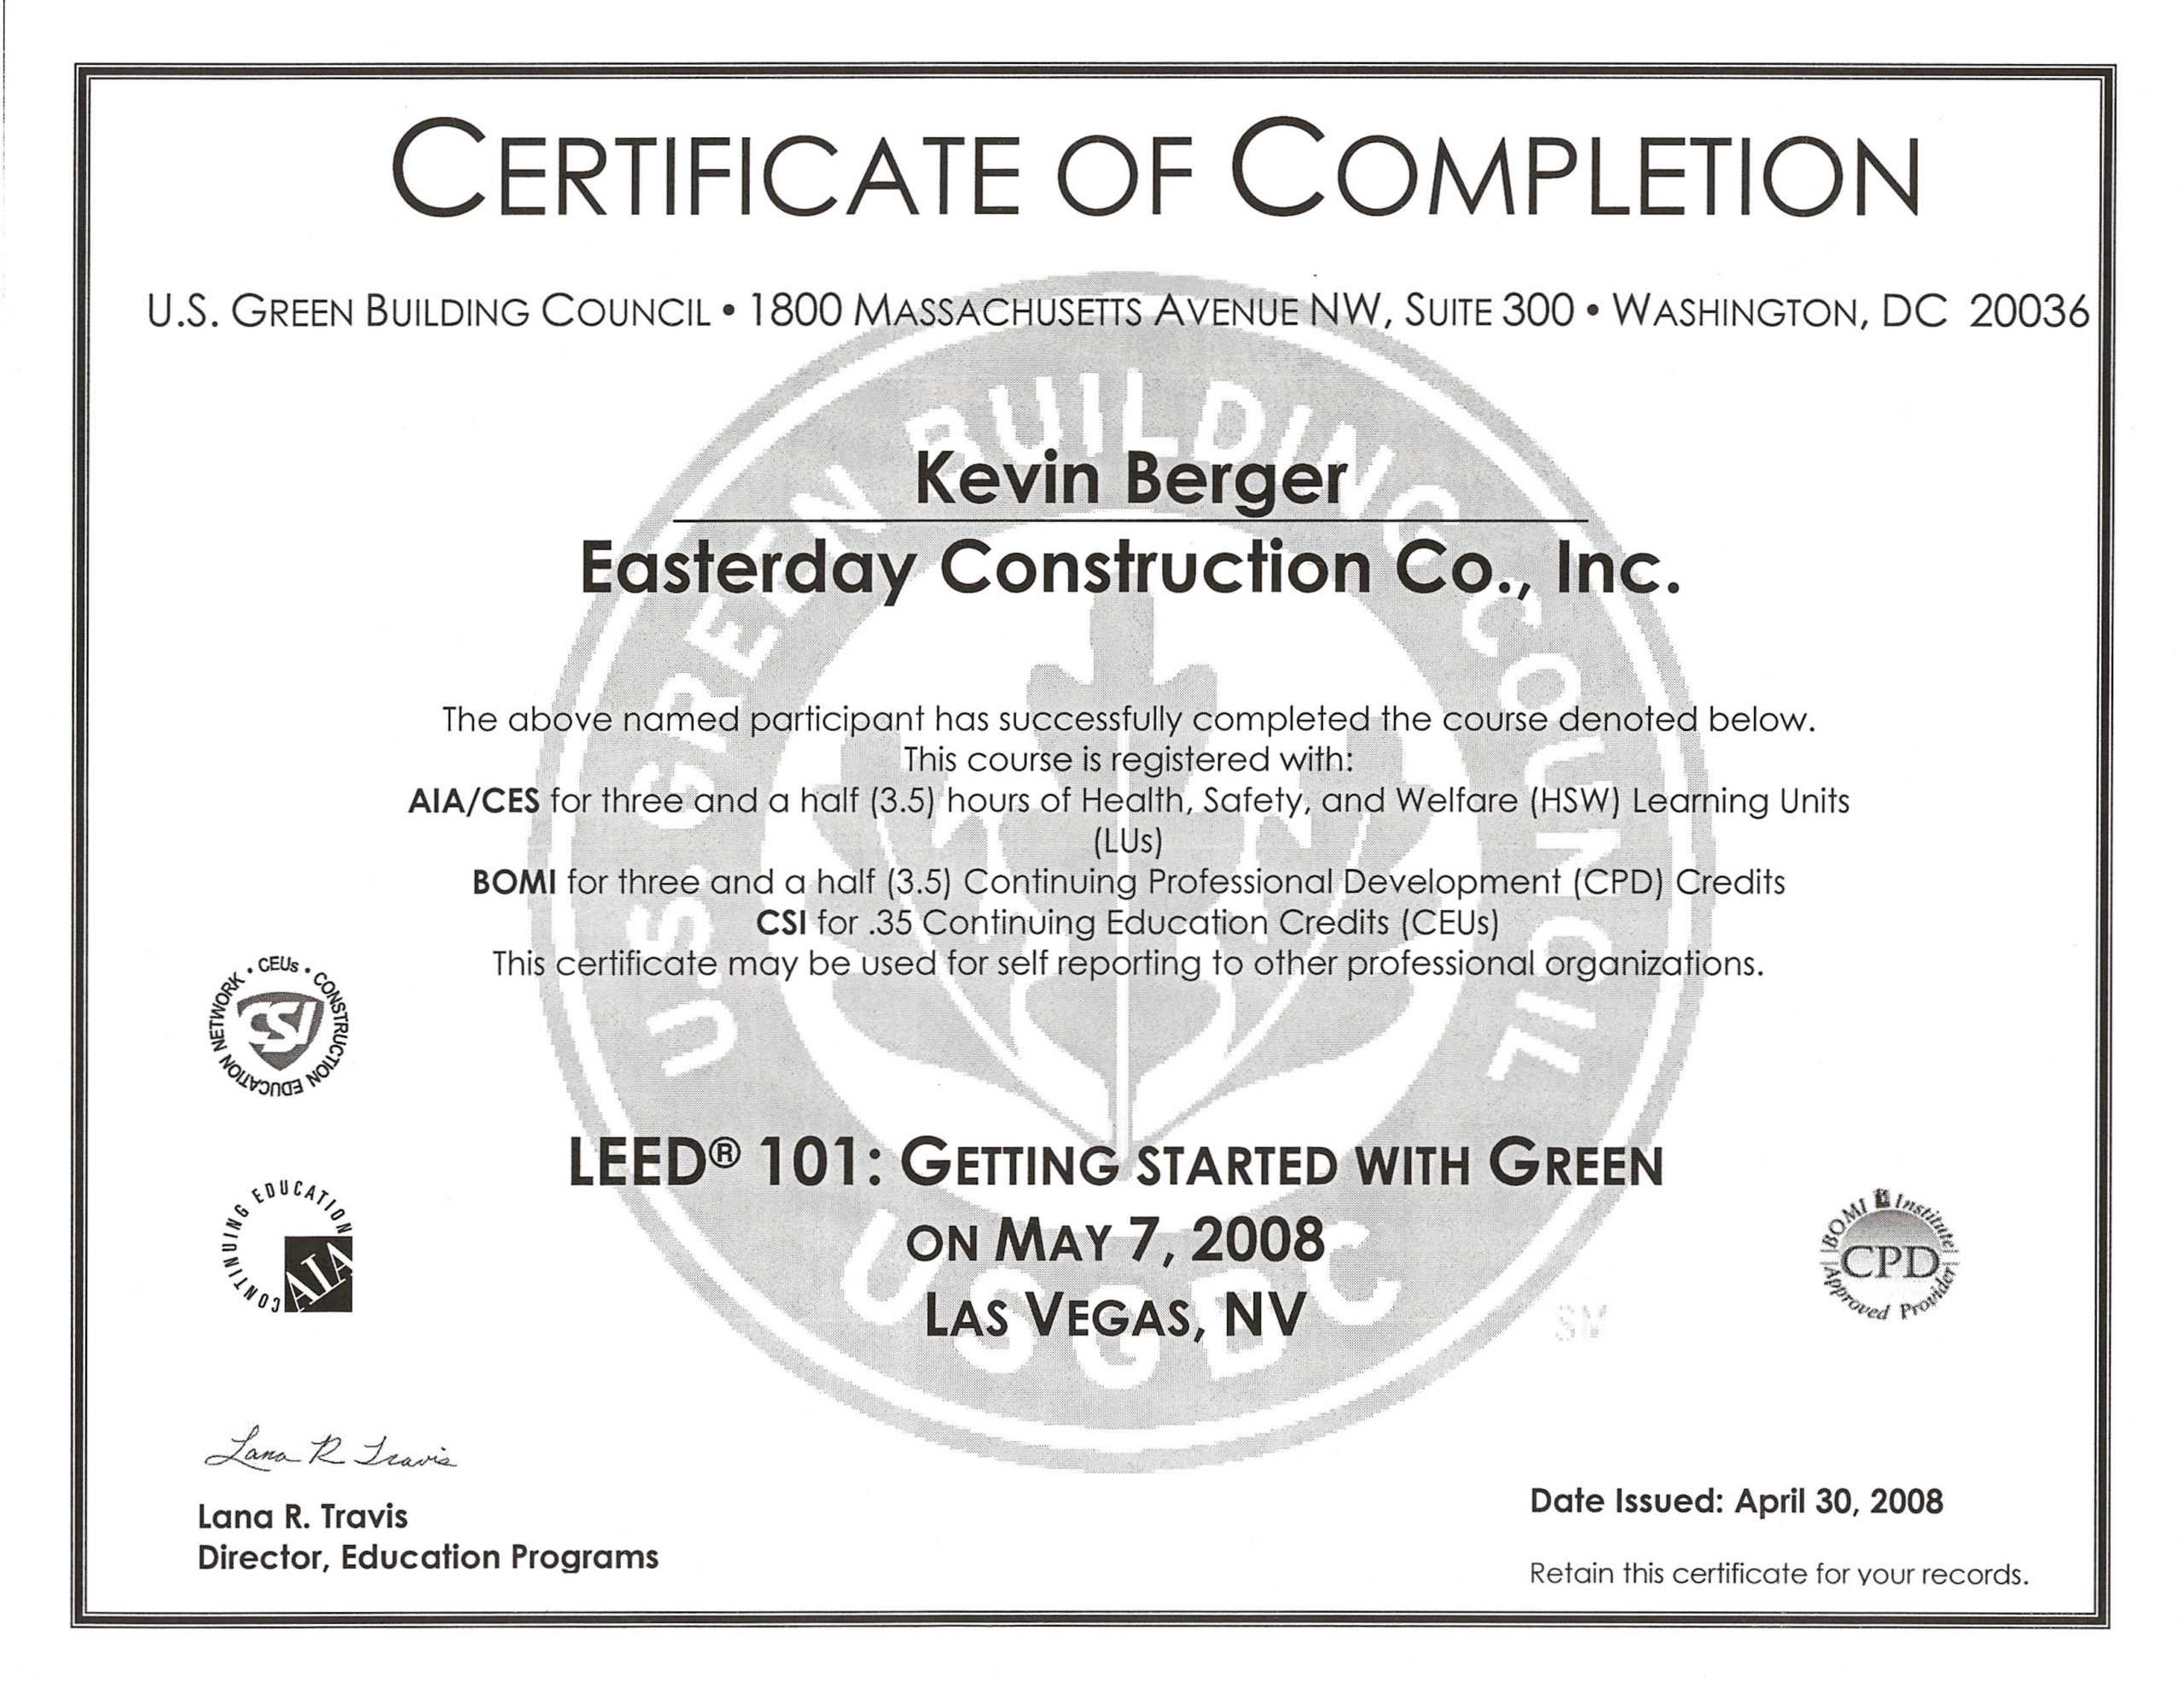 CERTIFICATE OF COMPLETION
U.S. GREEN BUILDING COUNCIL • 1800 MASSACHUSETTS AVENUE NW, SUITE 300 • WASHINGTON, DC 20036
U.S. GREEN BUILDING COUNCIL
Kevin Berger
Easterday Construction Co., Inc.
The above named participant has successfully completed the course denoted below.
This course is registered with:
AIA/CES for three and a half (3.5) hours of Health, Safety, and Welfare (HSW) Learning Units
(LUs)
BOMI for three and a half (3.5) Continuing Professional Development (CPD) Credits
CSI for .35 Continuing Education Credits (CEUs)
This certificate may be used for self reporting to other professional organizations.
• CEUs • CONSTRUCTION EDUCATION NETWORK
CSI
LEED® 101: GETTING STARTED WITH GREEN
ON MAY 7, 2008
LAS VEGAS, NV
USGBC
SM
CONTINUING EDUCATION
AIA
BOMI Institute
CPD
Approved Provider
Lana R Travis
Lana R. Travis
Director, Education Programs
Date Issued: April 30, 2008
Retain this certificate for your records.